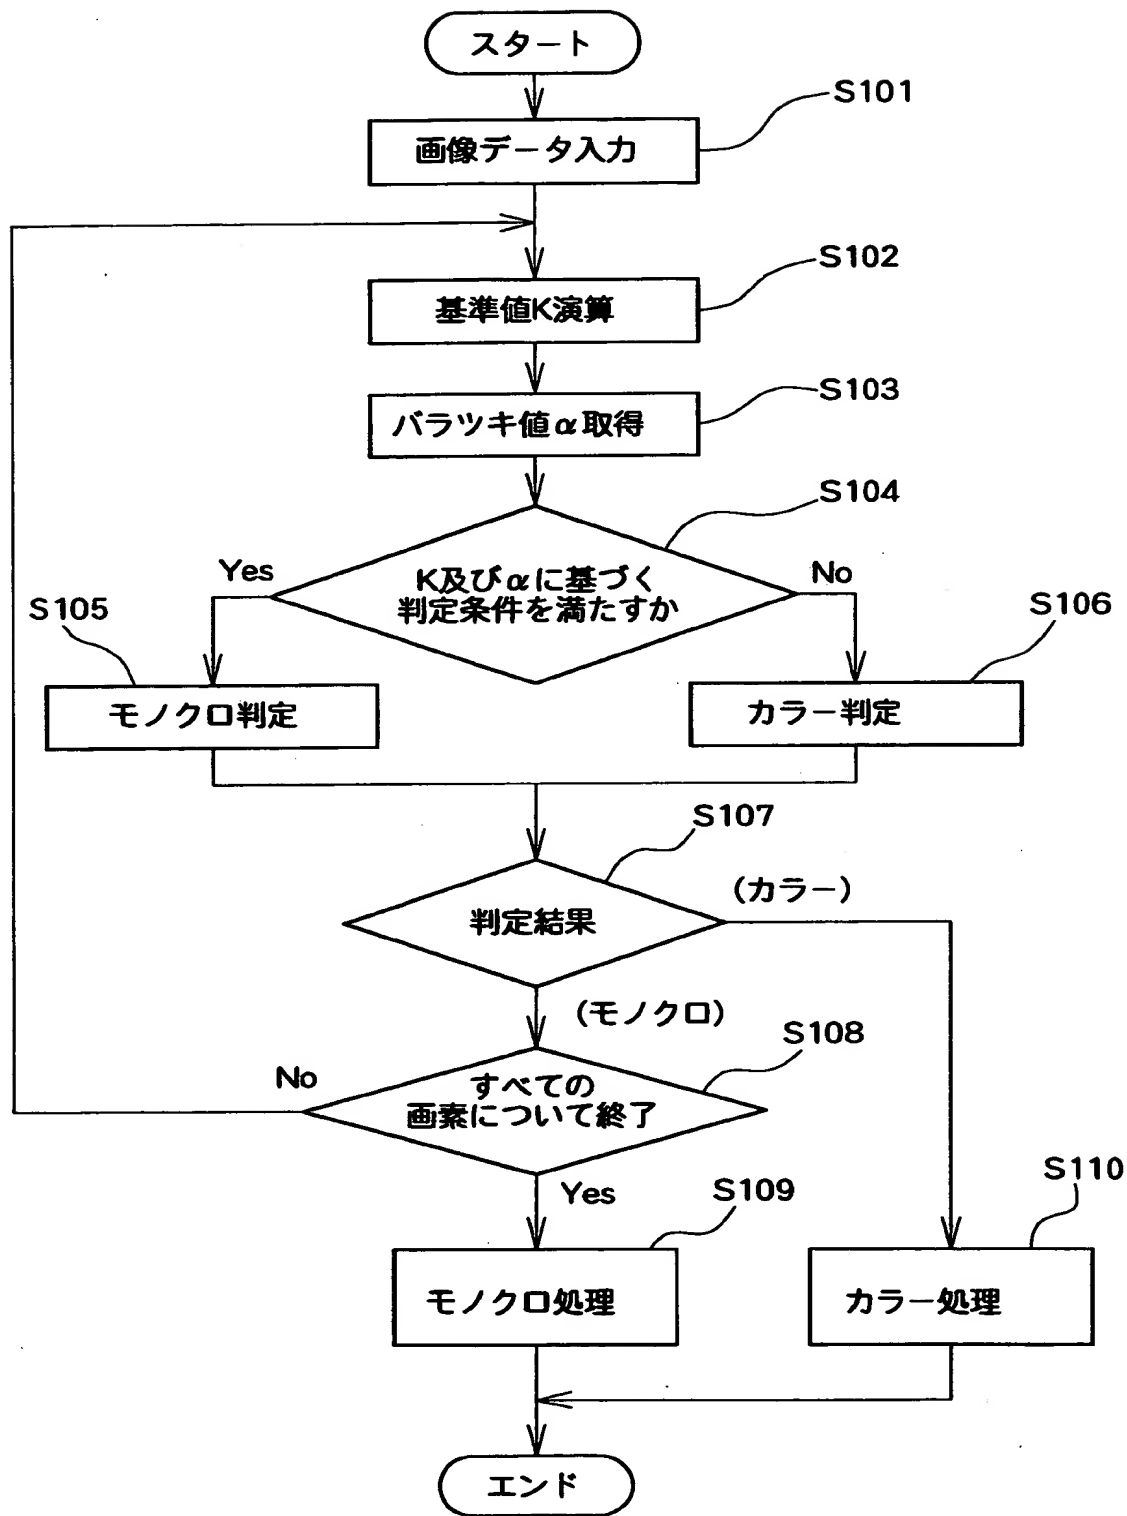 スタート
S101
画像データ入力
S102
基準値K演算
S103
バラツキ値α取得
S104
Yes
No
K及びαに基づく
判定条件を満たすか
S105
S106
モノクロ判定
カラー判定
S107
(カラー)
判定結果
(モノクロ)
S108
No
すべての
画素について終了
Yes
S109
S110
モノクロ処理
カラー処理
エンド